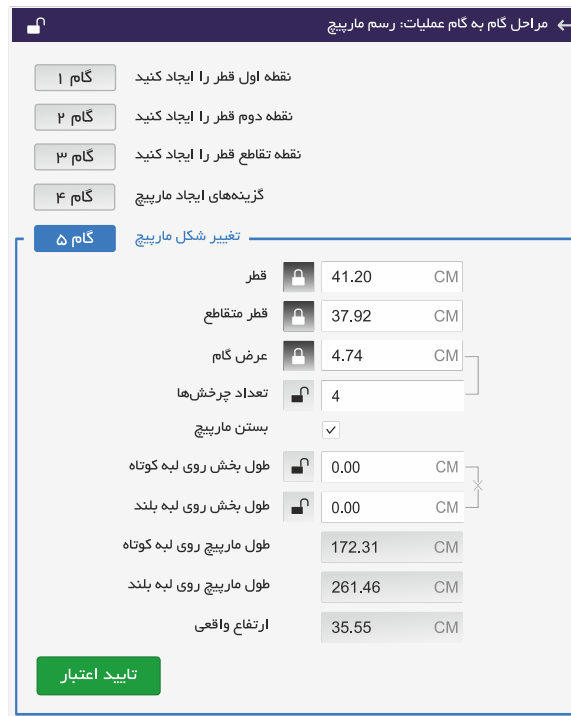 مراحل گام به گام عملیات: رسم مارپیچ
نقطه اول قطر را ایجاد کنید گام ۱
نقطه دوم قطر را ایجاد کنید گام ۲
نقطه تقاطع قطر را ایجاد کنید گام ۳
گزینه‌های ایجاد مارپیچ گام ۴
تغییر شکل مارپیچ گام ۵
قطر 41.20 CM
قطر متقاطع 37.92 CM
عرض گام 4.74 CM
تعداد چرخش‌ها 4
بستن مارپیچ
طول بخش روی لبه کوتاه 0.00 CM
طول بخش روی لبه بلند 0.00 CM
طول مارپیچ روی لبه کوتاه 172.31 CM
طول مارپیچ روی لبه بلند 261.46 CM
ارتفاع واقعی 35.55 CM
تایید اعتبار